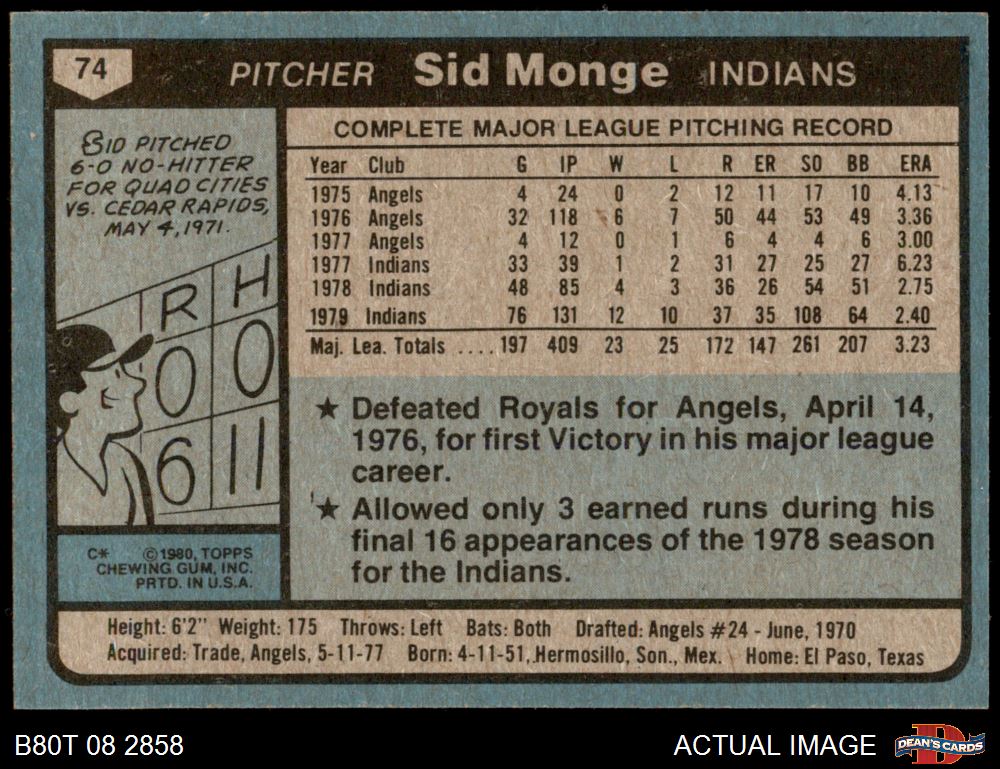 74 PITCHER Sid Monge INDIANS
SID PITCHED
6-0 NO-HITTER
FOR QUAD CITIES
VS. CEDAR RAPIDS,
MAY 4, 1971.
R H
0 0
6 11
C* ©1980, TOPPS
CHEWING GUM, INC.
PRTD. IN U.S.A.
COMPLETE MAJOR LEAGUE PITCHING RECORD
Year Club G IP W L R ER SO BB ERA
1975 Angels 4 24 0 2 12 11 17 10 4.13
1976 Angels 32 118 6 7 50 44 53 49 3.36
1977 Angels 4 12 0 1 6 4 4 6 3.00
1977 Indians 33 39 1 2 31 27 25 27 6.23
1978 Indians 48 85 4 3 36 26 54 51 2.75
1979 Indians 76 131 12 10 37 35 108 64 2.40
Maj. Lea. Totals .... 197 409 23 25 172 147 261 207 3.23
★ Defeated Royals for Angels, April 14,
1976, for first Victory in his major league
career.
★ Allowed only 3 earned runs during his
final 16 appearances of the 1978 season
for the Indians.
Height: 6'2" Weight: 175 Throws: Left Bats: Both Drafted: Angels #24 - June, 1970
Acquired: Trade, Angels, 5-11-77 Born: 4-11-51, Hermosillo, Son., Mex. Home: El Paso, Texas
B80T 08 2858 ACTUAL IMAGE D DEAN'S CARDS